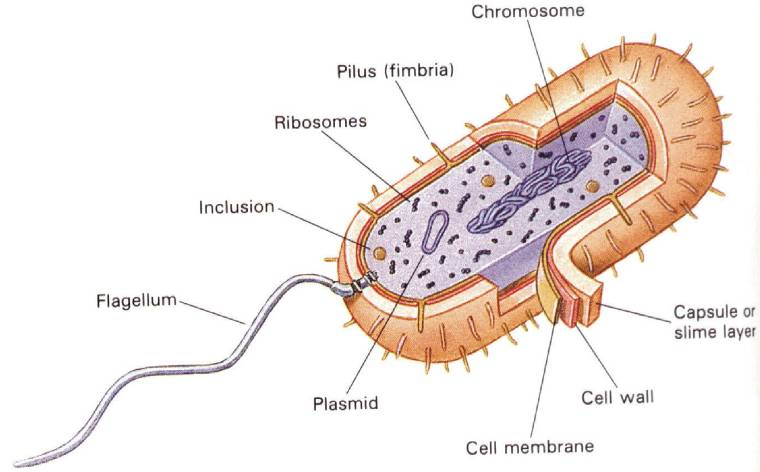 Chromosome
Pilus (fimbria)
Ribosomes
Inclusion
Flagellum
Capsule or
slime layer
Plasmid
Cell wall
Cell membrane